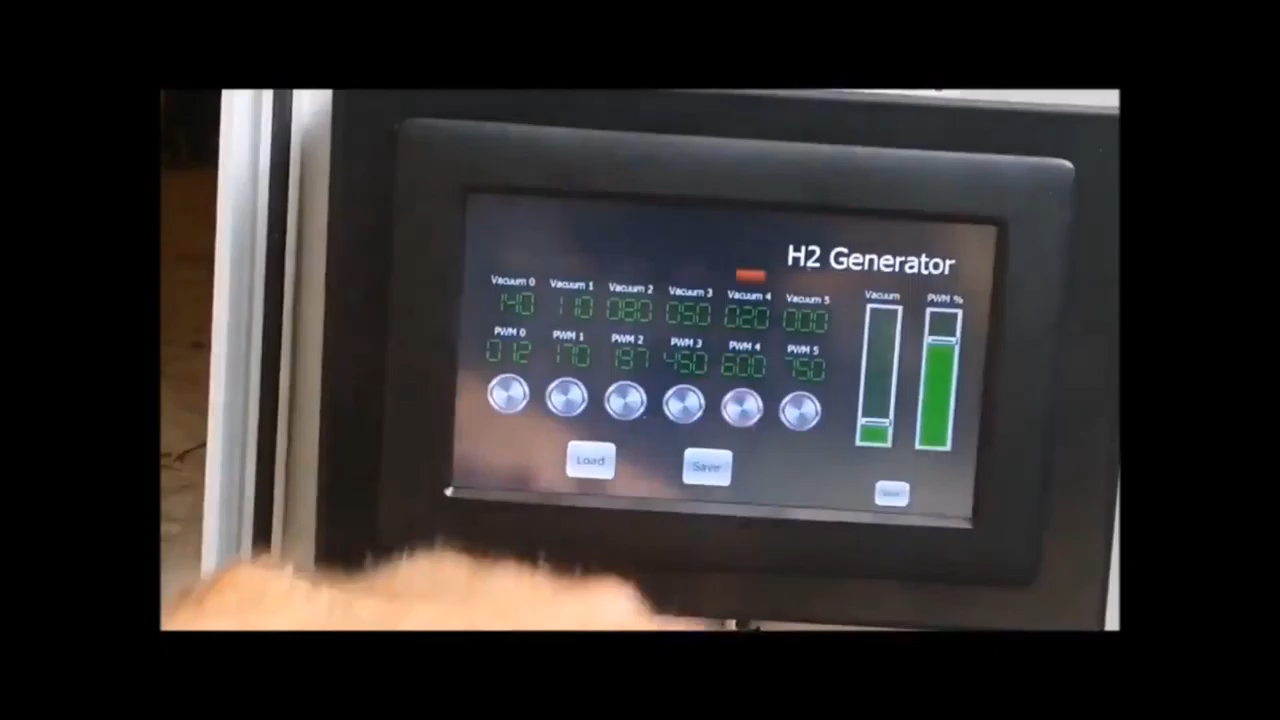 H2 Generator
Vacuum 0 Vacuum 1 Vacuum 2 Vacuum 3 Vacuum 4 Vacuum 5 Vacuum PWM %
140 110 080 050 020 000
PWM 0 PWM 1 PWM 2 PWM 3 PWM 4 PWM 5
012 170 197 450 600 750
Load Save